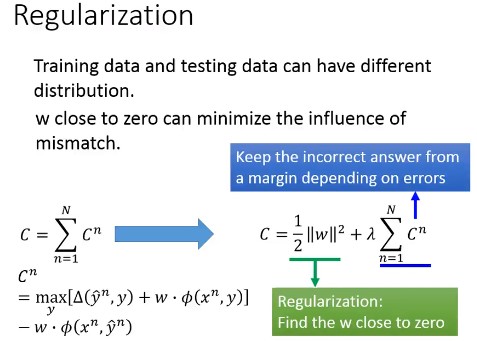 Regularization
Training data and testing data can have different
distribution.
w close to zero can minimize the influence of
mismatch.
Keep the incorrect answer from
a margin depending on errors
C = \sum_{n=1}^{N} C^n
C = \frac{1}{2} \|w\|^2 + \lambda \sum_{n=1}^{N} C^n
C^n
= \max_y [\Delta(\hat{y}^n, y) + w \cdot \phi(x^n, y)]
- w \cdot \phi(x^n, \hat{y}^n)
Regularization:
Find the w close to zero